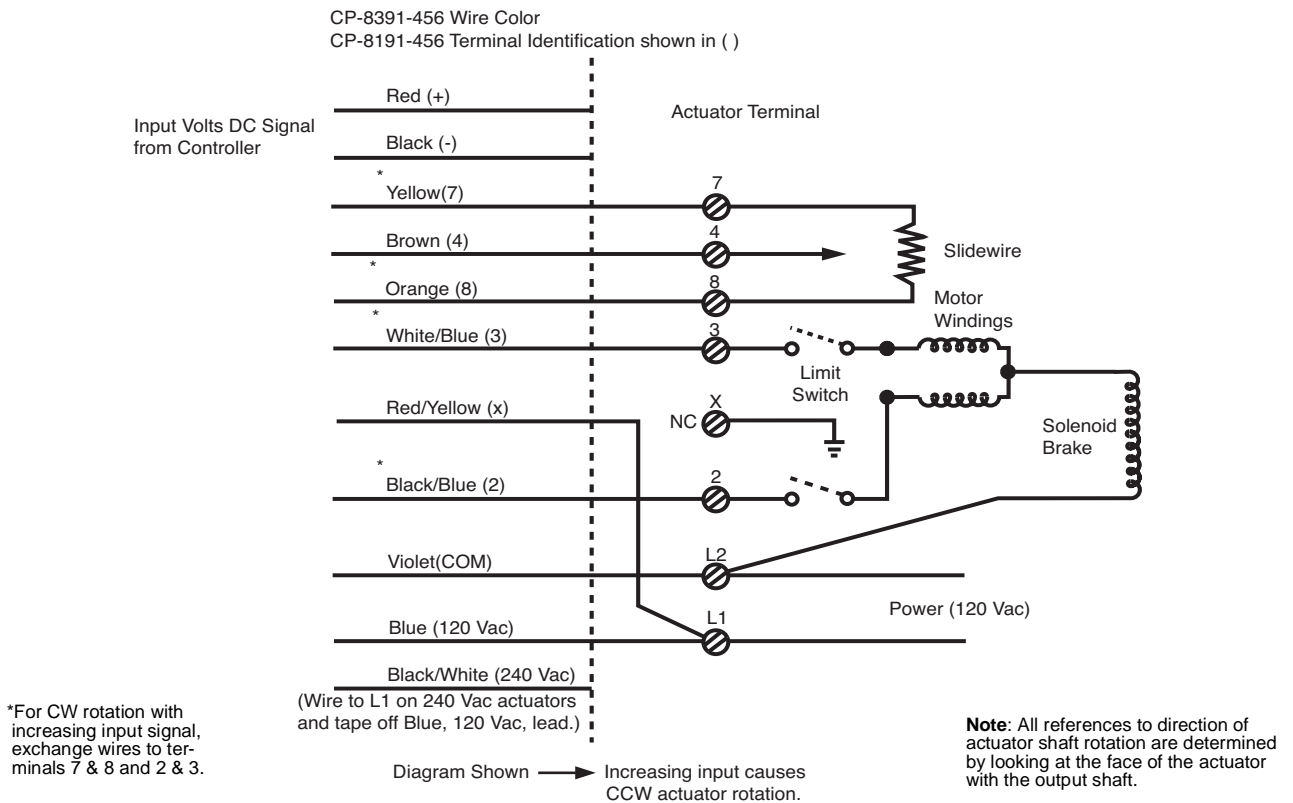 CP-8391-456 Wire Color
CP-8191-456 Terminal Identification shown in ( )
Red (+)
Input Volts DC Signal
from Controller
Actuator Terminal
Black (-)
*
Yellow(7)
7
Brown (4)
4
Slidewire
*
Orange (8)
8
Motor
Windings
*
White/Blue (3)
3
Limit
Switch
Red/Yellow (x)
X
NC
Solenoid
Brake
*
Black/Blue (2)
2
Violet(COM)
L2
Power (120 Vac)
Blue (120 Vac)
L1
Black/White (240 Vac)
(Wire to L1 on 240 Vac actuators
and tape off Blue, 120 Vac, lead.)
*For CW rotation with
increasing input signal,
exchange wires to ter-
minals 7 & 8 and 2 & 3.
Note: All references to direction of
actuator shaft rotation are determined
by looking at the face of the actuator
with the output shaft.
Diagram Shown
Increasing input causes
CCW actuator rotation.